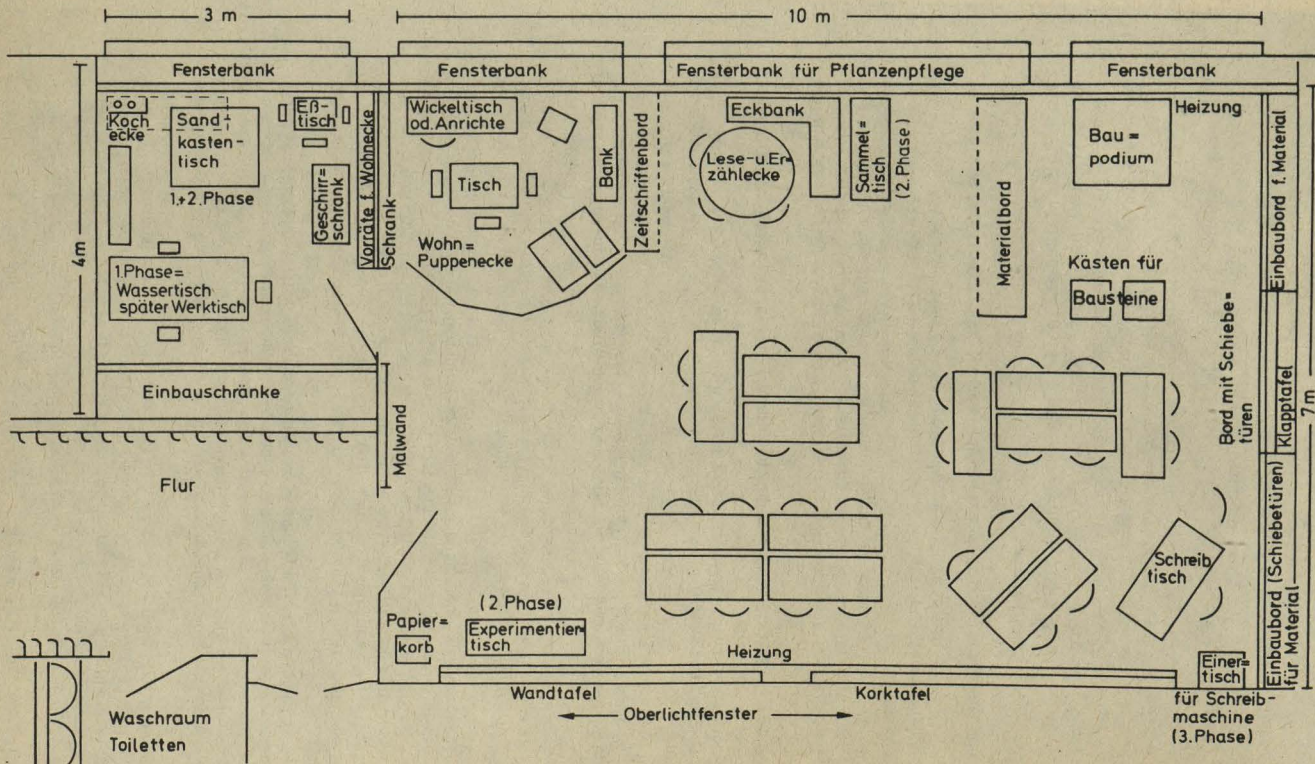 3 m
10 m
Fensterbank
Fensterbank
Fensterbank für Pflanzenpflege
Fensterbank
4m
Koch
ecke
Sand-
kasten-
tisch
1.+2. Phase
Eß-
tisch
Geschirr=
schrank
Vorräte f. Wohnecke
Schrank
1. Phase=
Wassertisch
später Werktisch
Einbauschränke
Wickeltisch
od. Anrichte
Tisch
Bank
Wohn=
Puppenecke
Zeitschriftenbord
Eckbank
Lese-u.Er=
zählecke
Sammel=
tisch
(2. Phase)
Materialbord
Bau=
podium
Heizung
Kästen für
Bausteine
Einbaubord f. Material
Bord mit Schiebe=
türen
Klapptafel
7m
Malwand
Flur
Schreib
tisch
Einbaubord (Schiebetüren)
für Material
Papier=
korb
(2. Phase)
Experimentier=
tisch
Heizung
Einer=
tisch
für Schreib-
maschine
(3. Phase)
Wandtafel
Korktafel
Oberlichtfenster
Waschraum
Toiletten